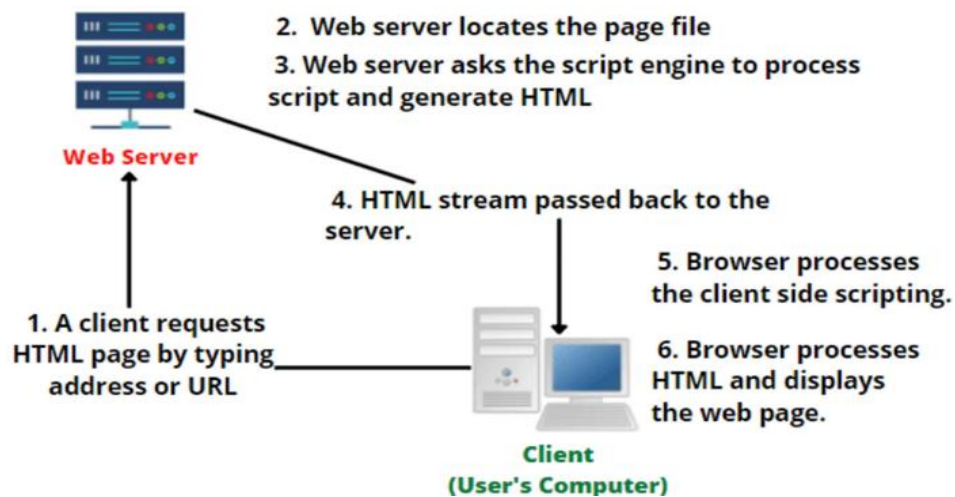 2. Web server locates the page file
3. Web server asks the script engine to process
script and generate HTML
Web Server
4. HTML stream passed back to the
server.
5. Browser processes
the client side scripting.
1. A client requests
HTML page by typing
address or URL
6. Browser processes
HTML and displays
the web page.
Client
(User's Computer)